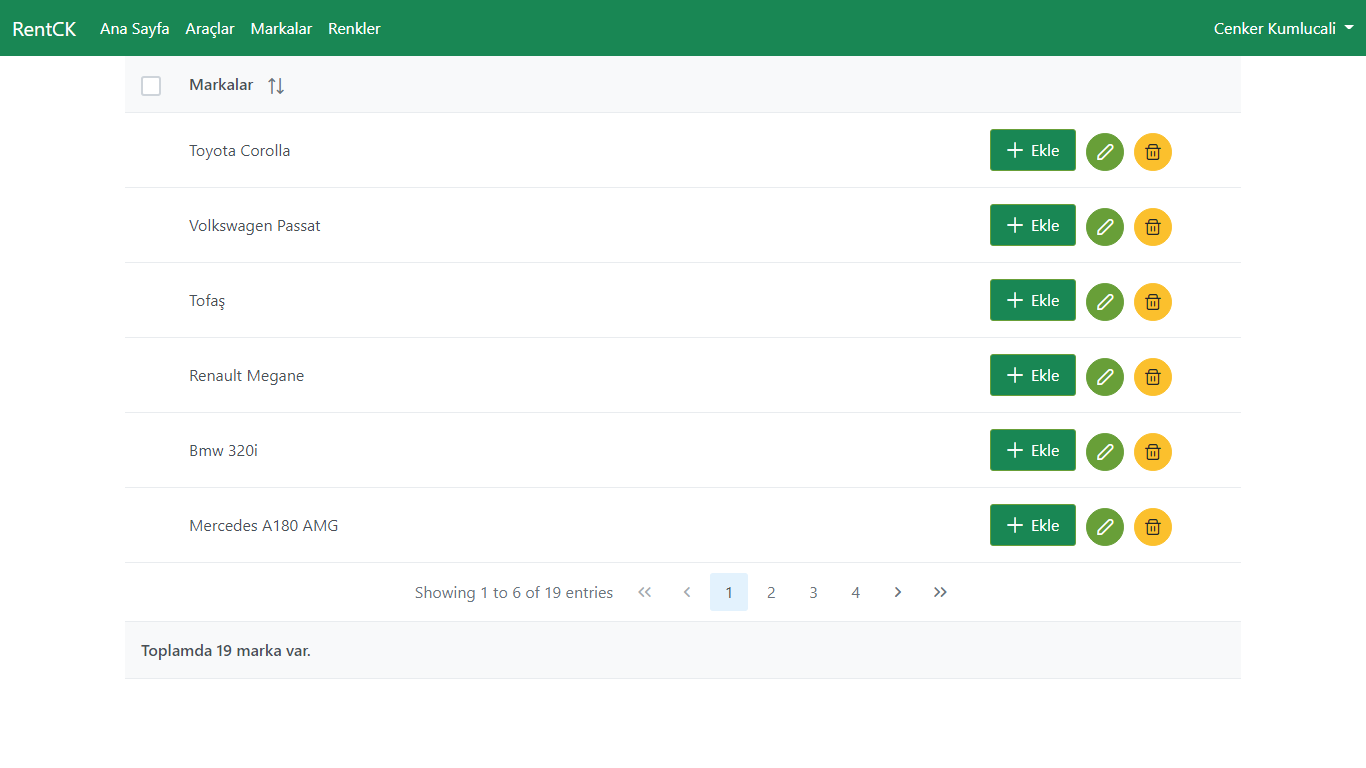 RentCK Ana Sayfa Araçlar Markalar Renkler Cenker Kumlucali
Markalar
Toyota Corolla Ekle
Volkswagen Passat Ekle
Tofaş Ekle
Renault Megane Ekle
Bmw 320i Ekle
Mercedes A180 AMG Ekle
Showing 1 to 6 of 19 entries 1 2 3 4
Toplamda 19 marka var.